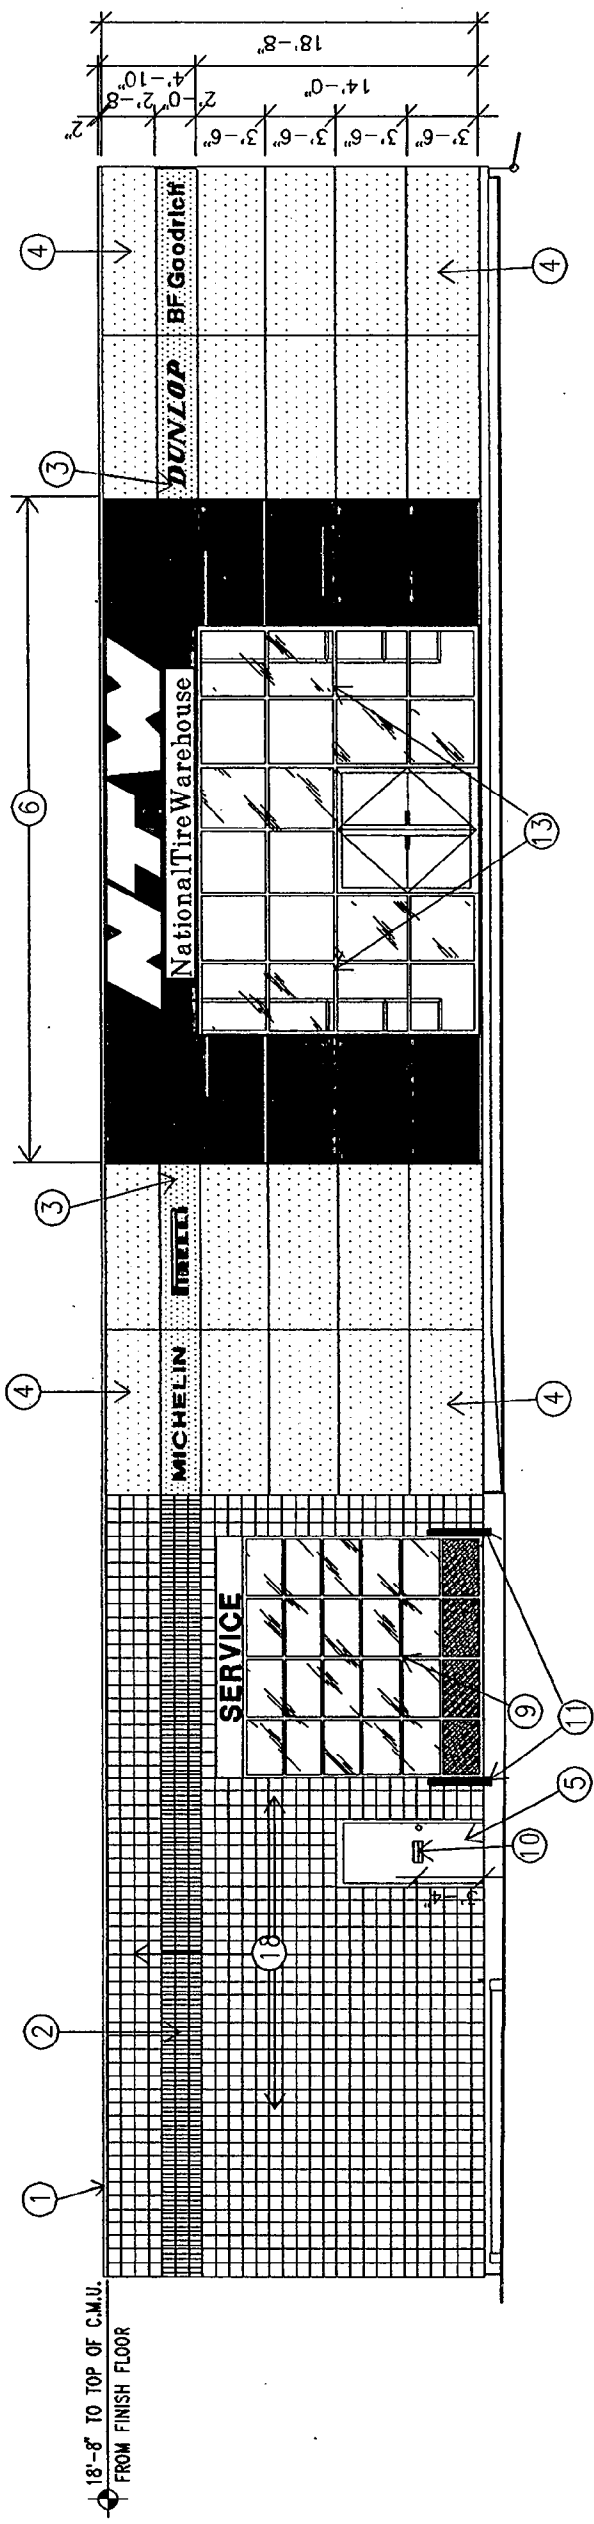 18'-8" TO TOP OF C.M.U.
FROM FINISH FLOOR
1
2
4
3
6
3
4
MICHELIN
PIRELLI
NTW
NationalTireWarehouse
DUNLOP
BFGoodrich
SERVICE
18
3'-4"
10
5
11
9
4
13
4
2"
2'-8
2'-0"
4'-10"
3'-6"
3'-6"
3'-6"
3'-6"
14'-0"
18'-8"